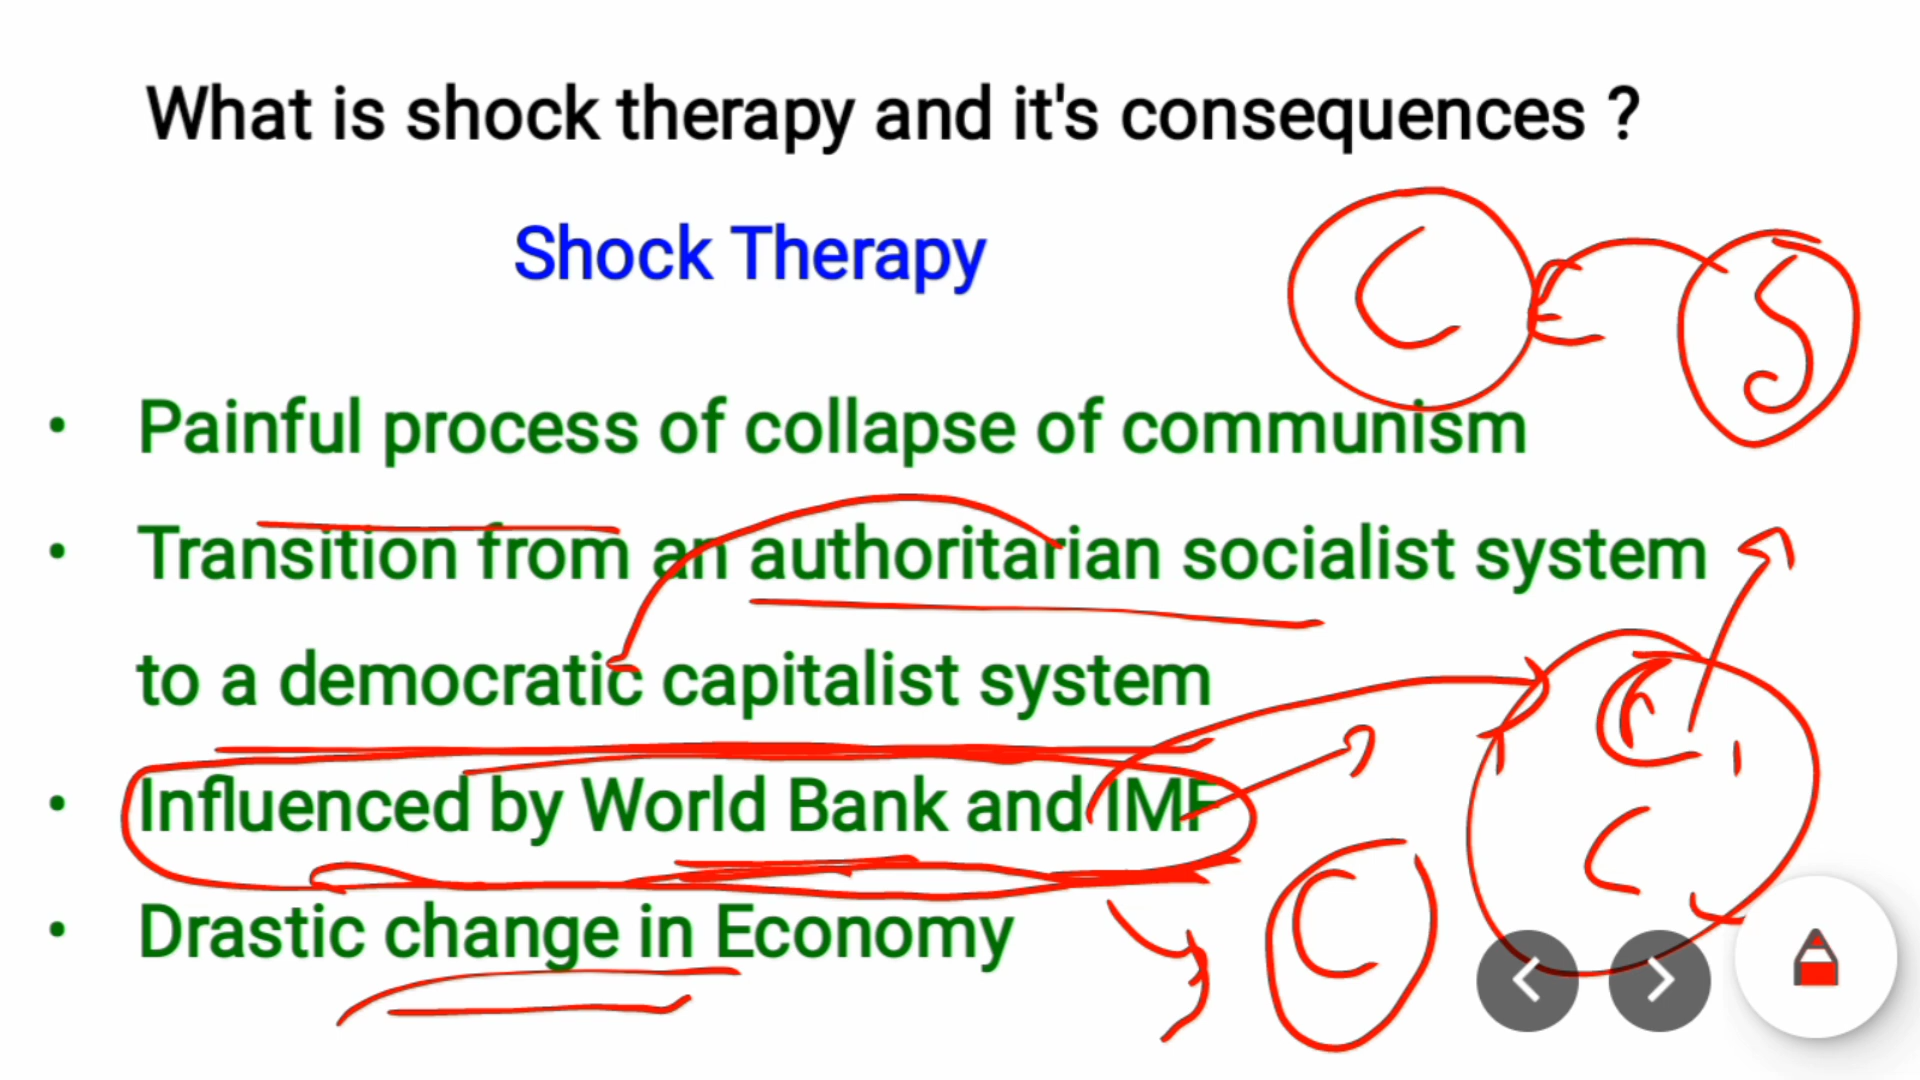 What is shock therapy and it's consequences ?
Shock Therapy
C
S
• Painful process of collapse of communism
• Transition from an authoritarian socialist system
to a democratic capitalist system
• Influenced by World Bank and IMF
• Drastic change in Economy
C
C